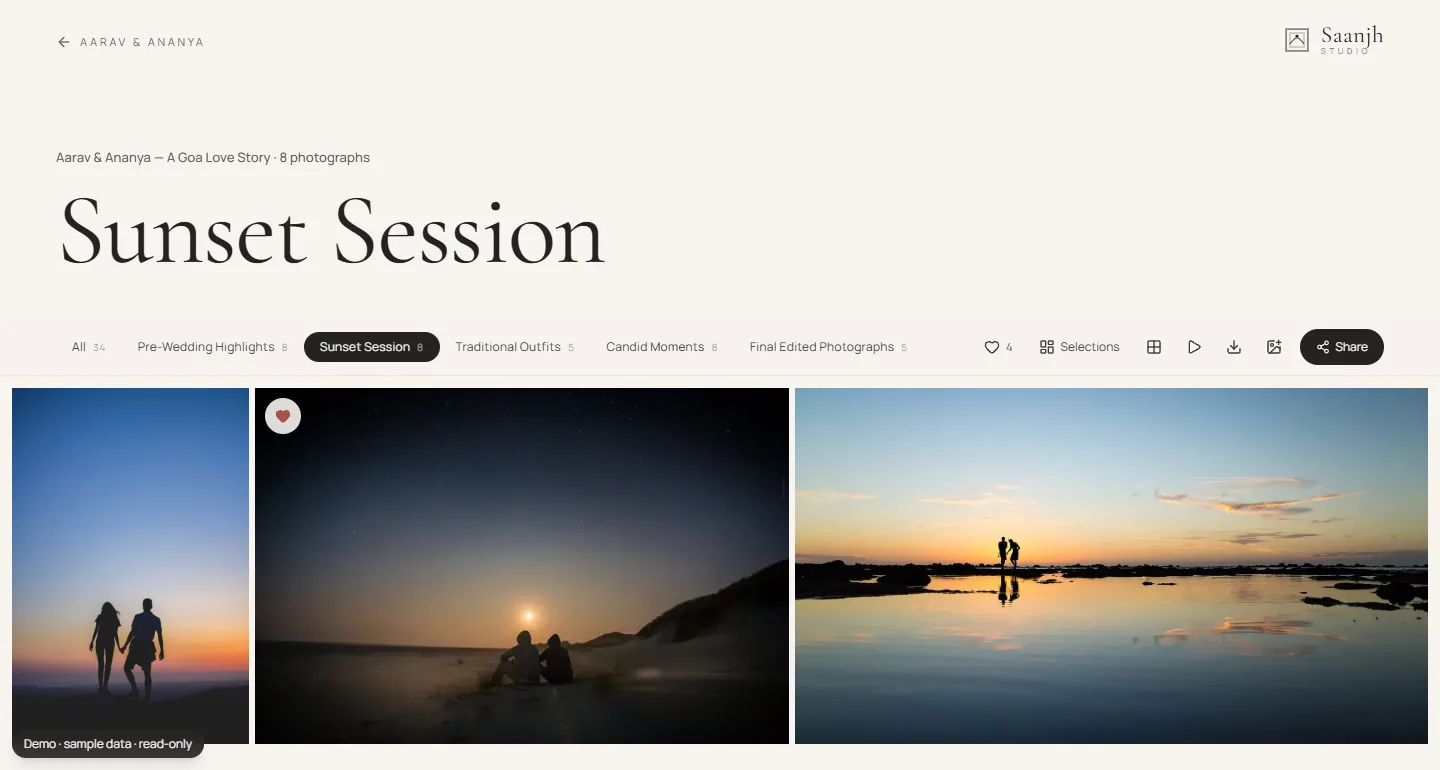 AARAV & ANANYA
Saanjh
STUDIO
Aarav & Ananya — A Goa Love Story · 8 photographs
Sunset Session
All 34
Pre-Wedding Highlights 8
Sunset Session 8
Traditional Outfits 5
Candid Moments 8
Final Edited Photographs 5
4
Selections
Share
Demo · sample data · read-only